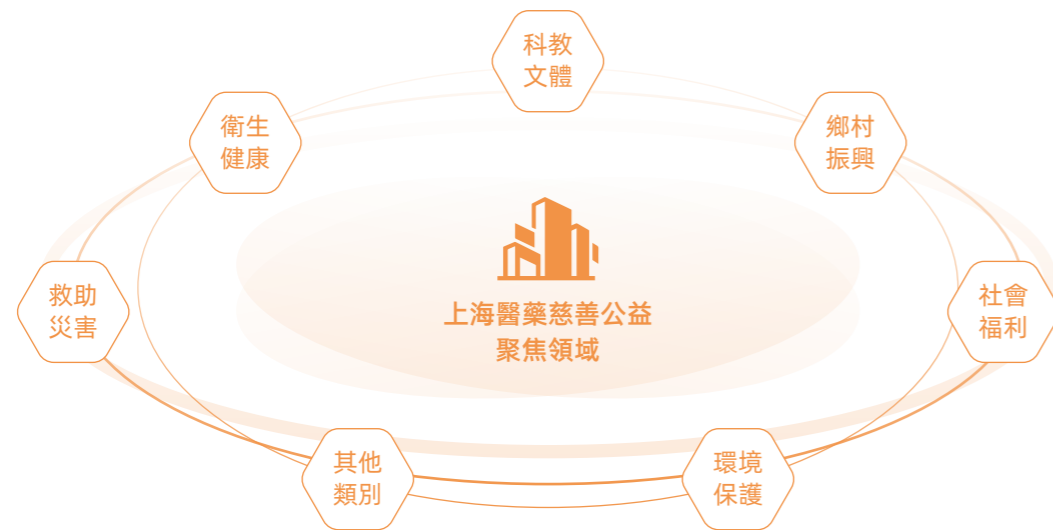 科教
文體
衛生
健康
鄉村
振興
救助
災害
上海醫藥慈善公益
聚焦領域
社會
福利
其他
類別
環境
保護